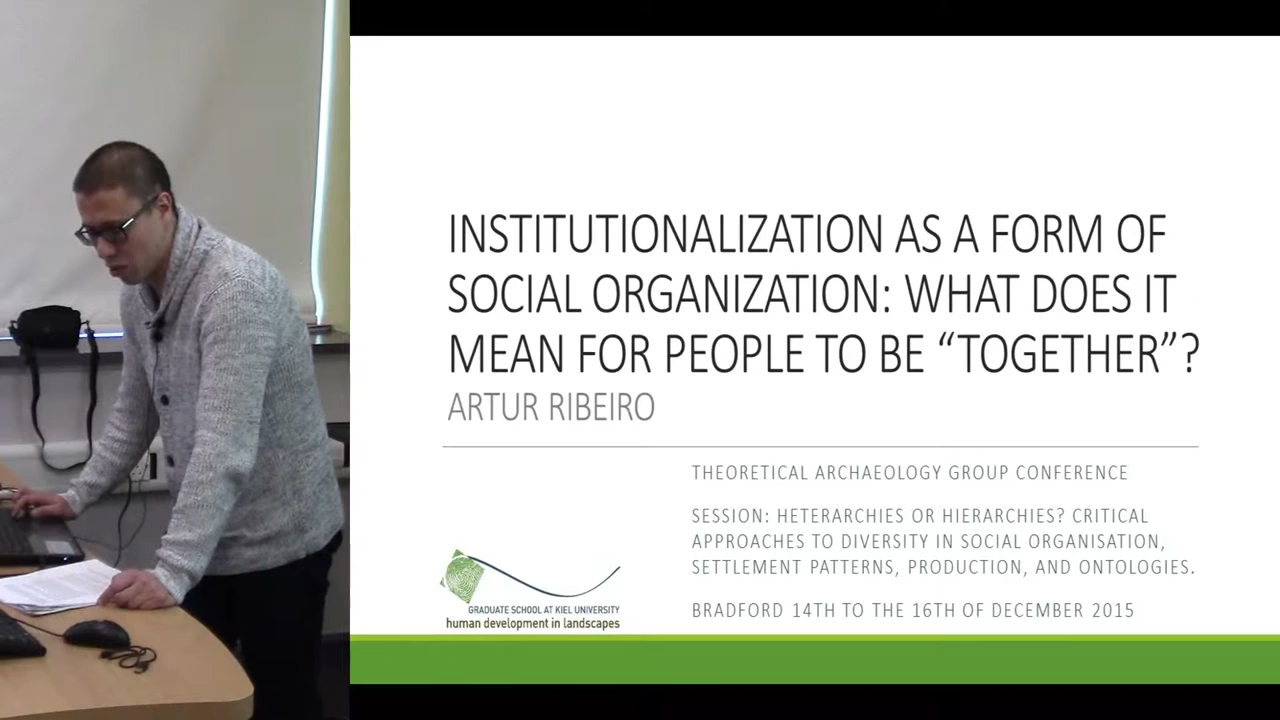 INSTITUTIONALIZATION AS A FORM OF
SOCIAL ORGANIZATION: WHAT DOES IT
MEAN FOR PEOPLE TO BE “TOGETHER”?
ARTUR RIBEIRO
THEORETICAL ARCHAEOLOGY GROUP CONFERENCE
SESSION: HETERARCHIES OR HIERARCHIES? CRITICAL
APPROACHES TO DIVERSITY IN SOCIAL ORGANISATION,
SETTLEMENT PATTERNS, PRODUCTION, AND ONTOLOGIES.
BRADFORD 14TH TO THE 16TH OF DECEMBER 2015
GRADUATE SCHOOL AT KIEL UNIVERSITY
human development in landscapes